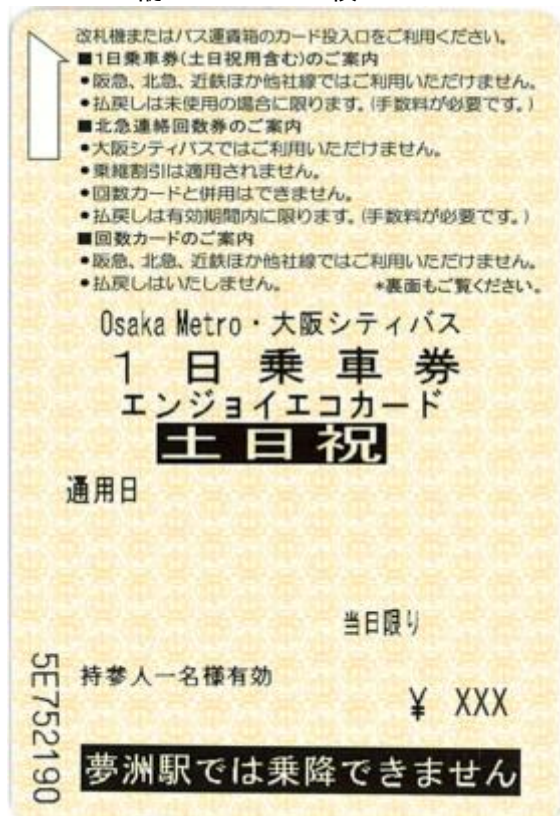 改札機またはバス運賃箱のカード投入口をご利用ください。
■1日乗車券(土日祝用含む)のご案内
●阪急、北急、近鉄ほか他社線ではご利用いただけません。
●払戻しは未使用の場合に限ります。(手数料が必要です。)
■北急連絡回数券のご案内
●大阪シティバスではご利用いただけません。
●乗継割引は適用されません。
●回数カードと併用はできません。
●払戻しは有効期間内に限ります。(手数料が必要です。)
■回数カードのご案内
●阪急、北急、近鉄ほか他社線ではご利用いただけません。
●払戻しはいたしません。 *裏面もご覧ください。
Osaka Metro・大阪シティバス
1日乗車券
エンジョイエコカード
土日祝
通用日
当日限り
持参人一名様有効
¥ XXX
5E752190
夢洲駅では乗降できません